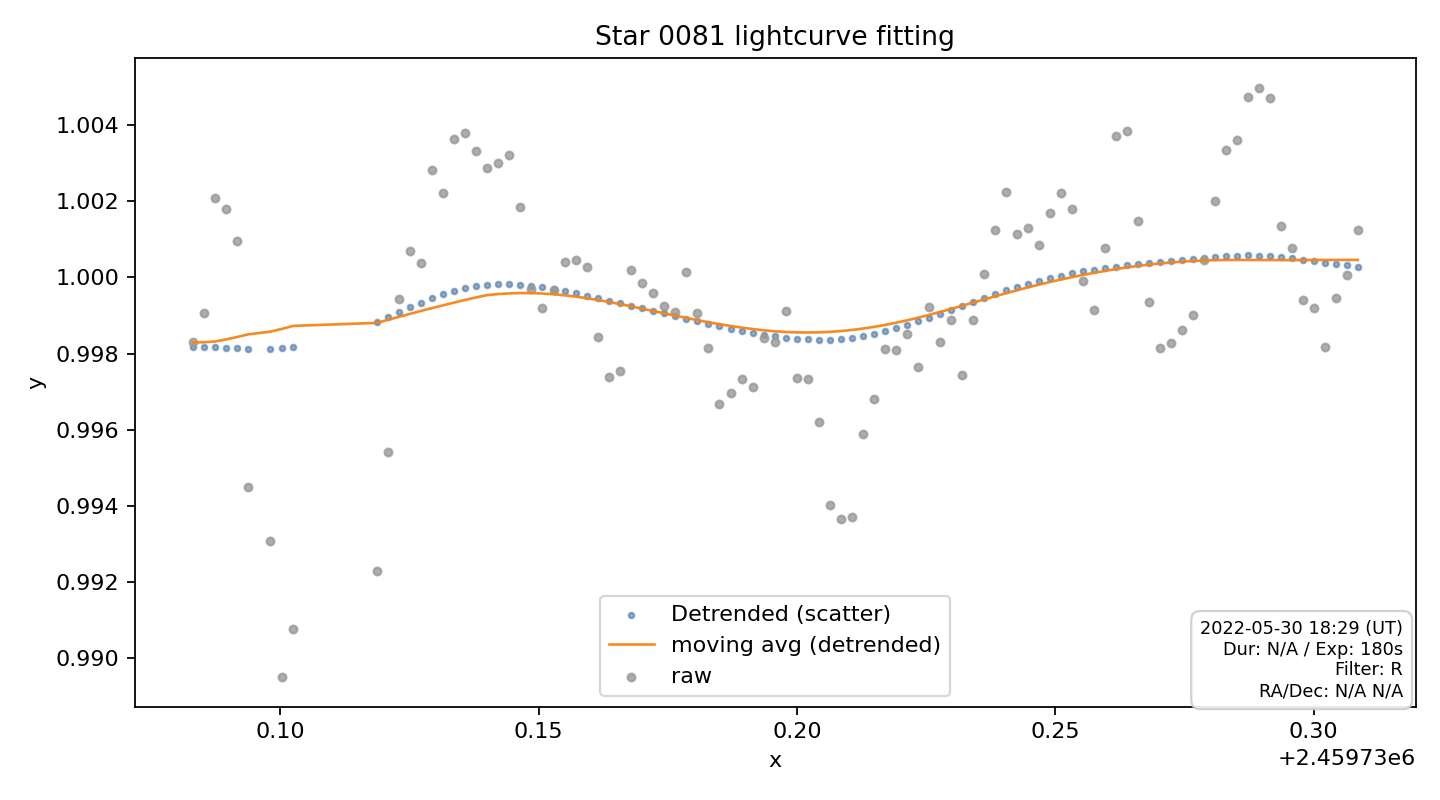 Star 0081 lightcurve fitting
y
1.004
1.002
1.000
0.998
0.996
0.994
0.992
0.990
Detrended (scatter)
moving avg (detrended)
raw
2022-05-30 18:29 (UT)
Dur: N/A / Exp: 180s
Filter: R
RA/Dec: N/A N/A
0.10 0.15 0.20 0.25 0.30
x
+2.45973e6